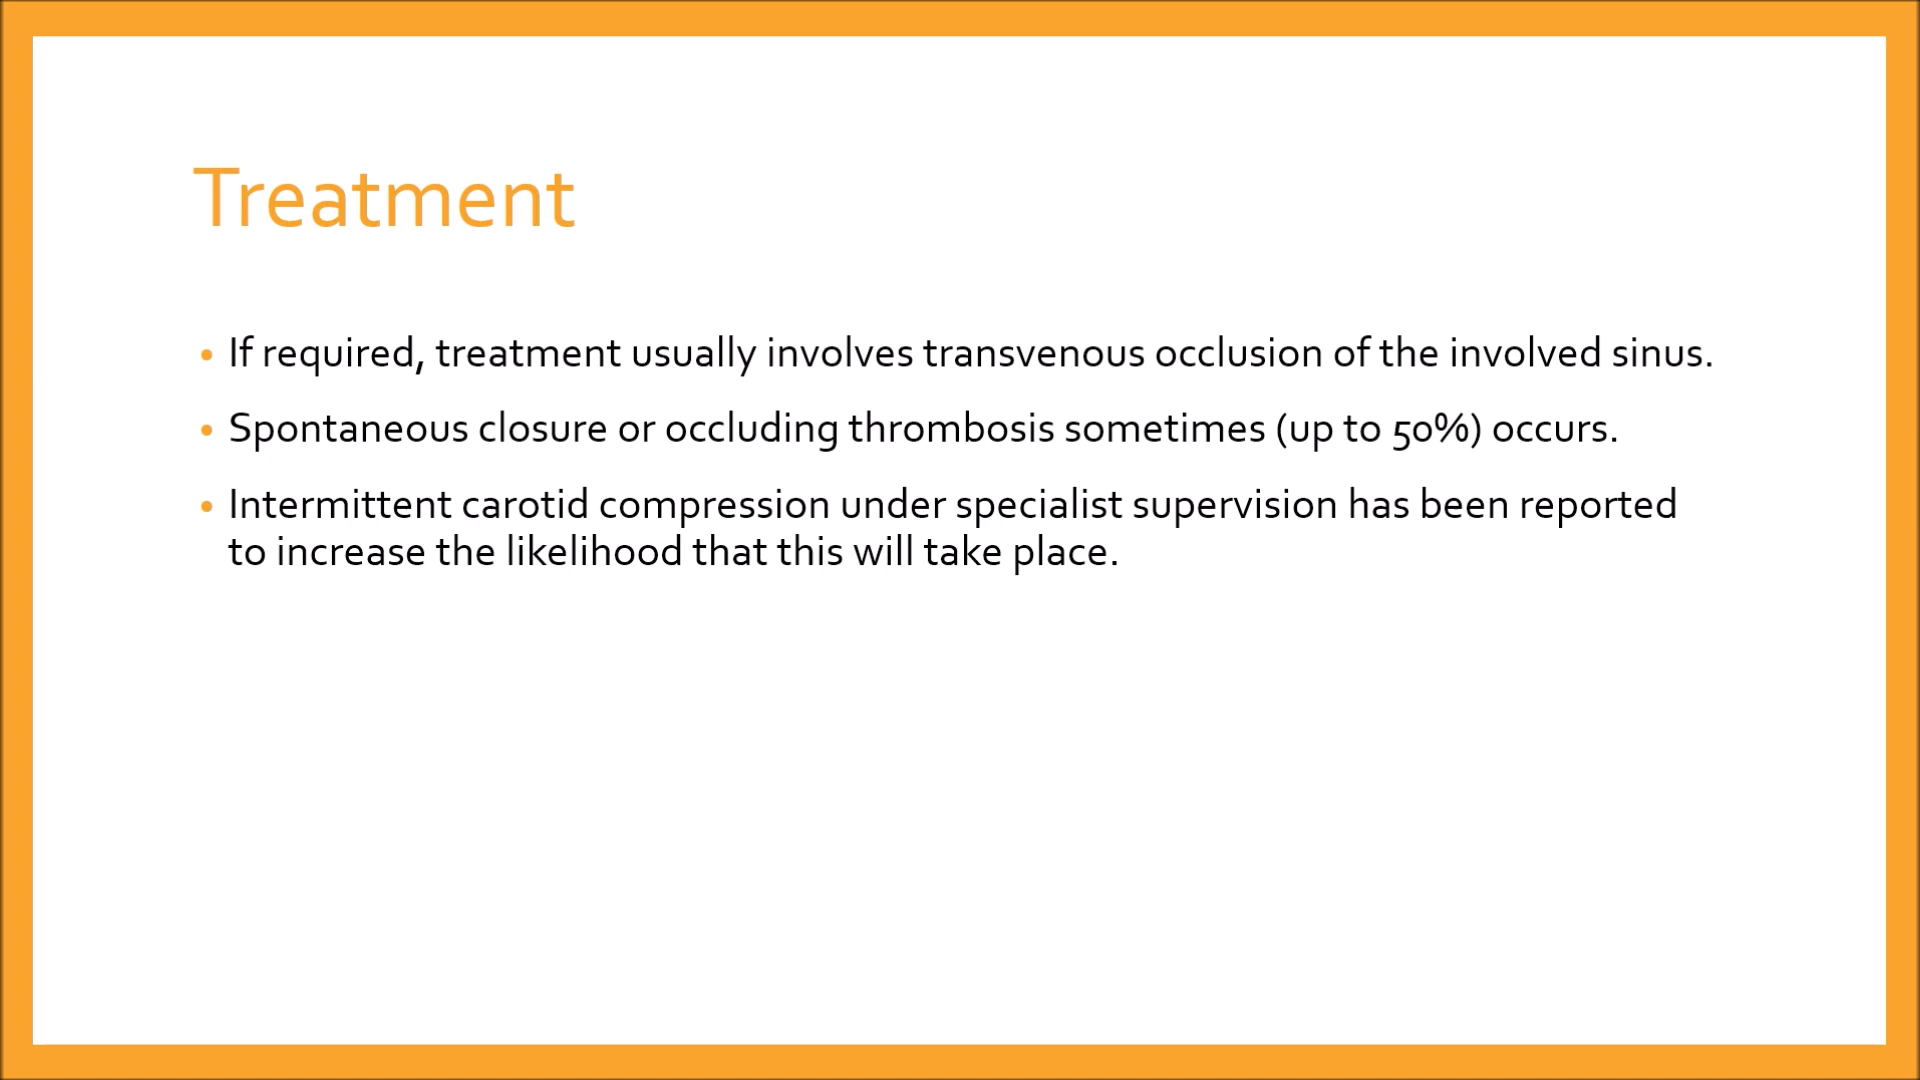 Treatment
• If required, treatment usually involves transvenous occlusion of the involved sinus.
• Spontaneous closure or occluding thrombosis sometimes (up to 50%) occurs.
• Intermittent carotid compression under specialist supervision has been reported
to increase the likelihood that this will take place.